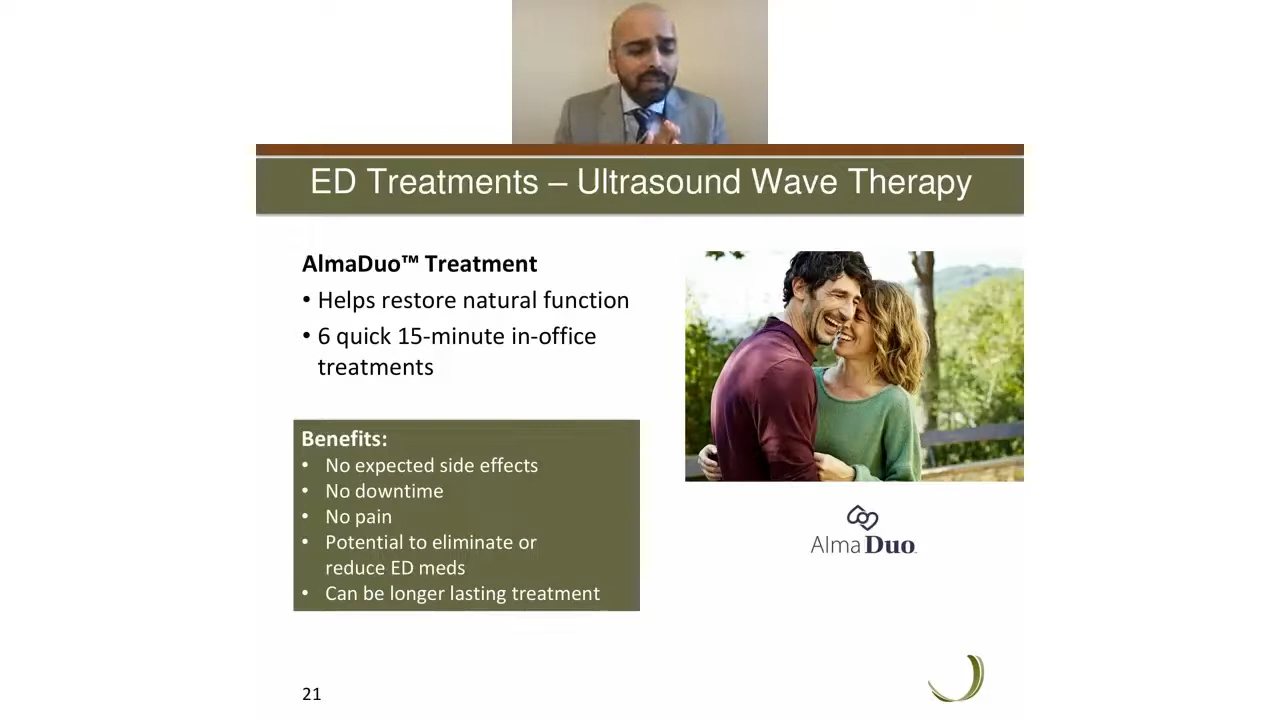 ED Treatments – Ultrasound Wave Therapy
AlmaDuo™ Treatment
• Helps restore natural function
• 6 quick 15-minute in-office
treatments
Benefits:
• No expected side effects
• No downtime
• No pain
• Potential to eliminate or
reduce ED meds
• Can be longer lasting treatment
Alma Duo
21